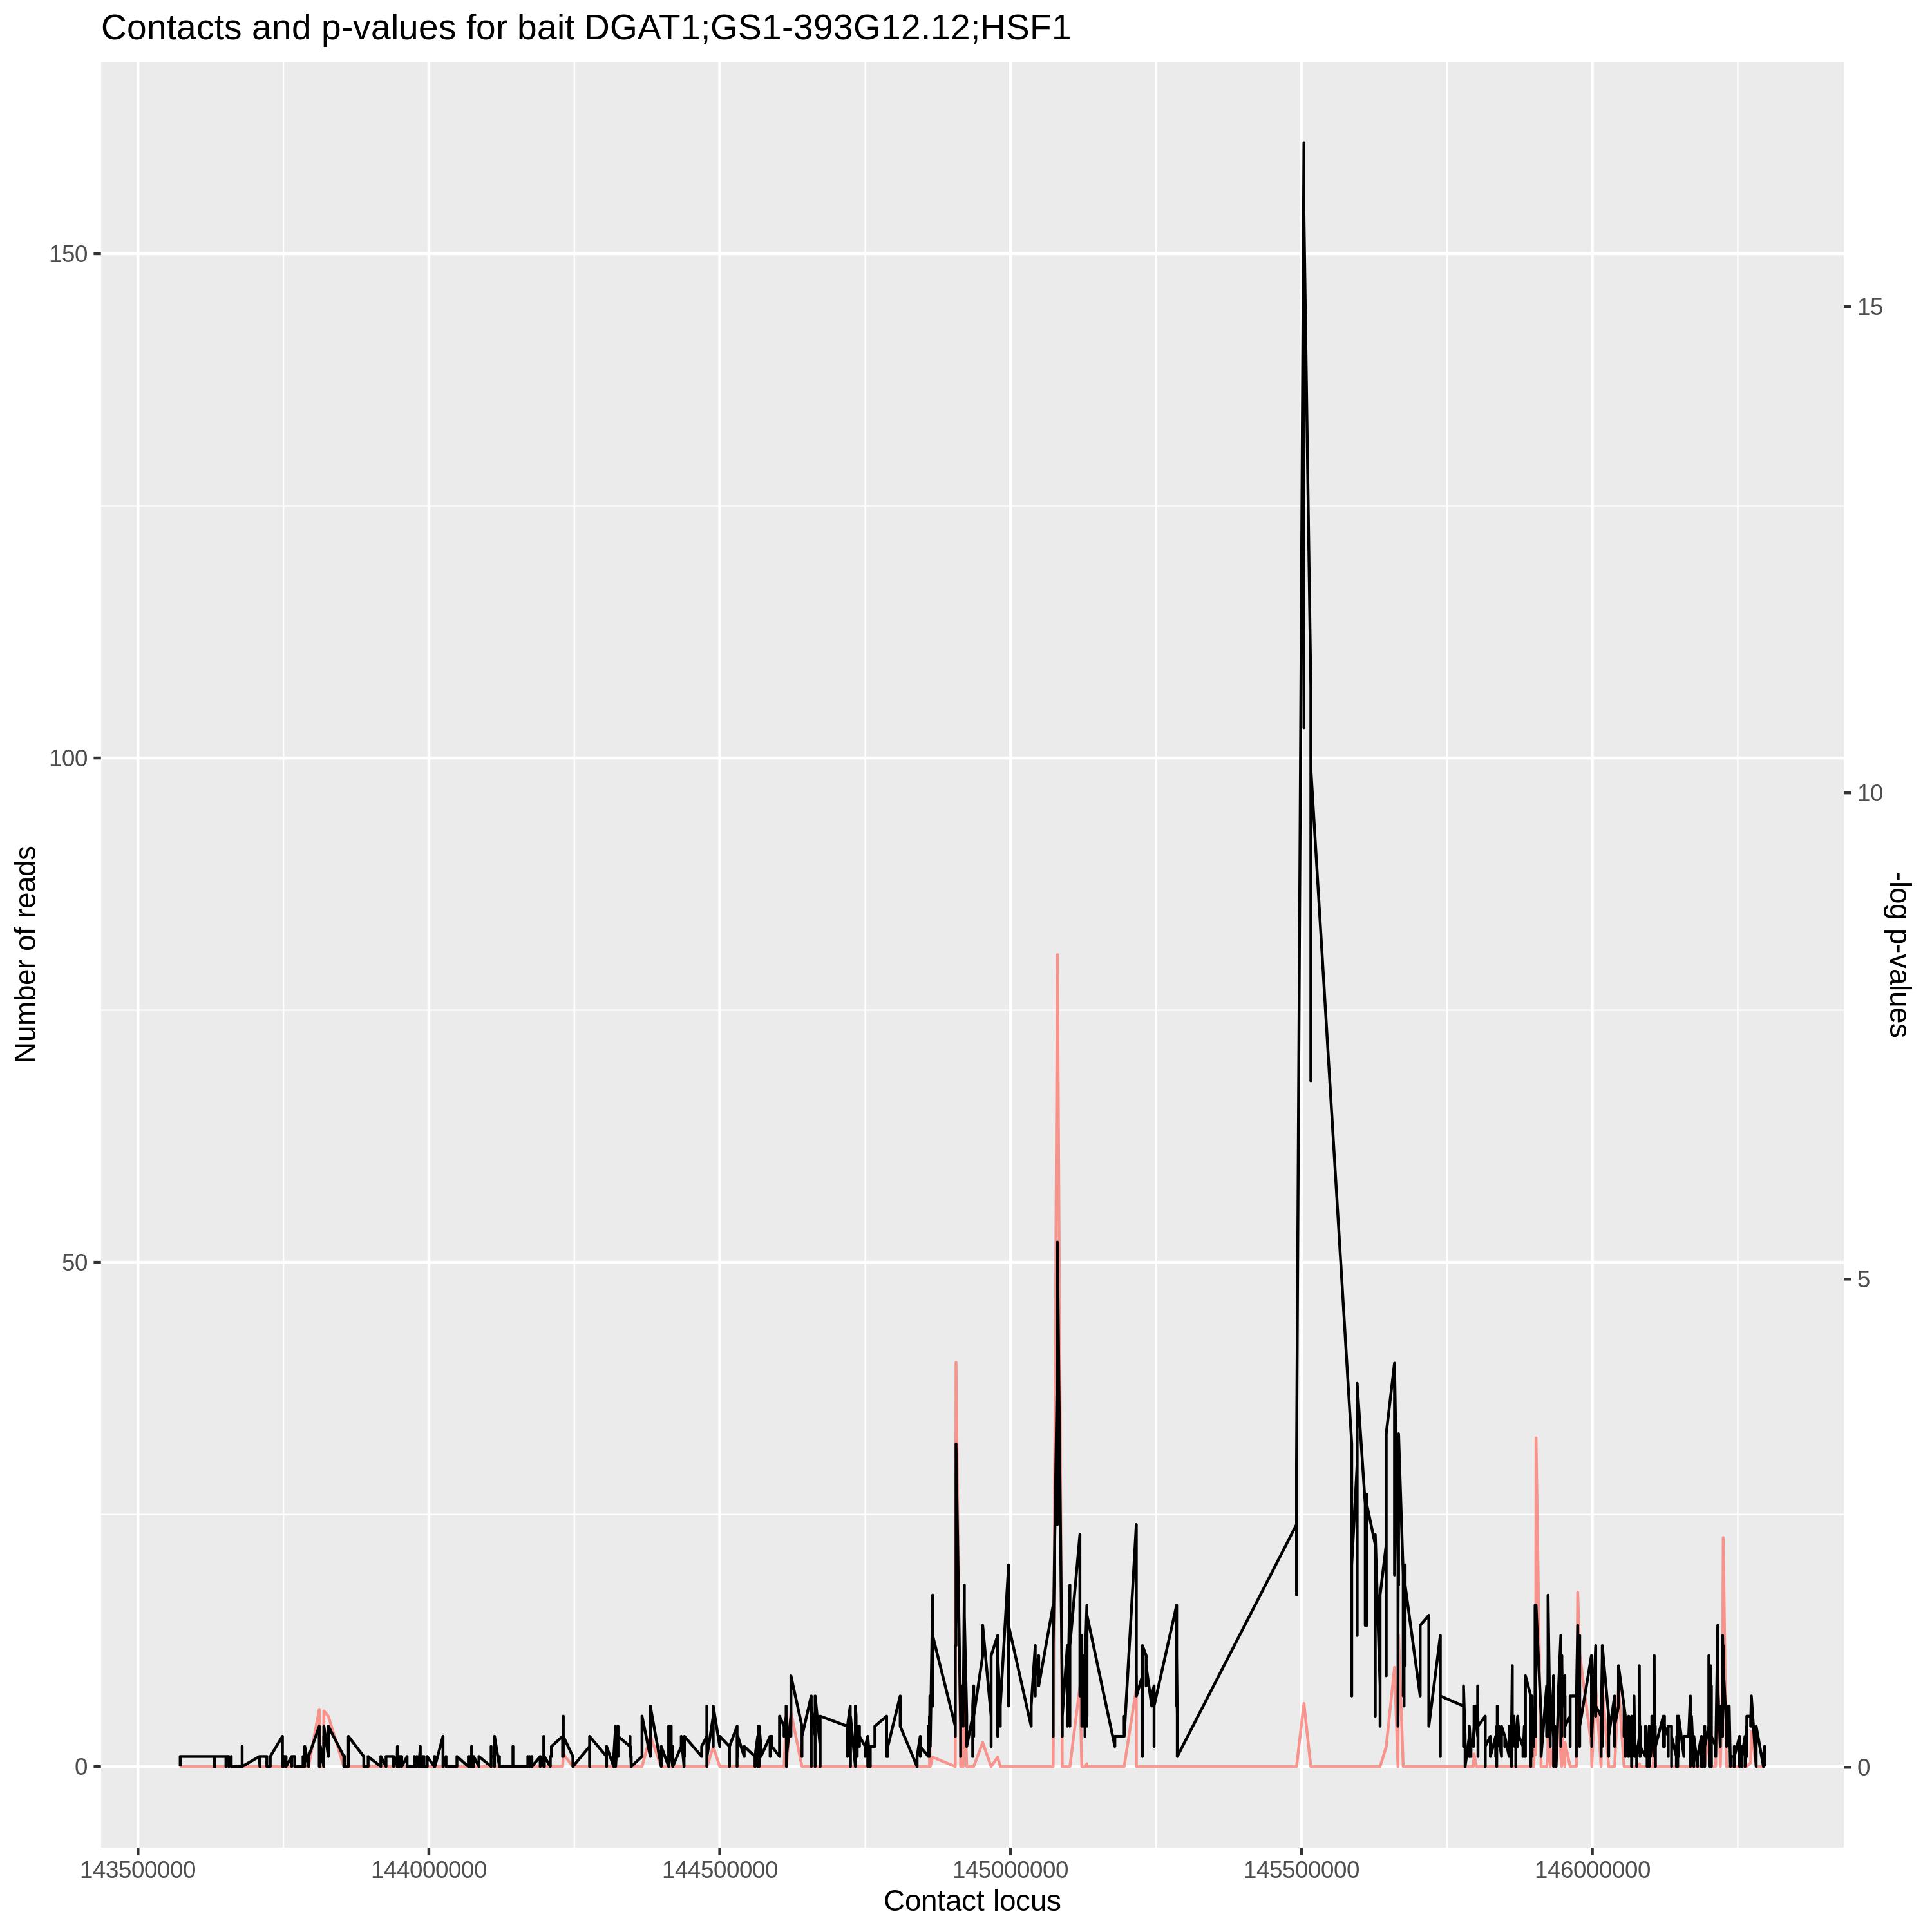 Contacts and p-values for bait DGAT1;GS1-393G12.12;HSF1
150
100
50
0
Number of reads
15
10
5
0
-log p-values
143500000 144000000 144500000 145000000 145500000 146000000
Contact locus